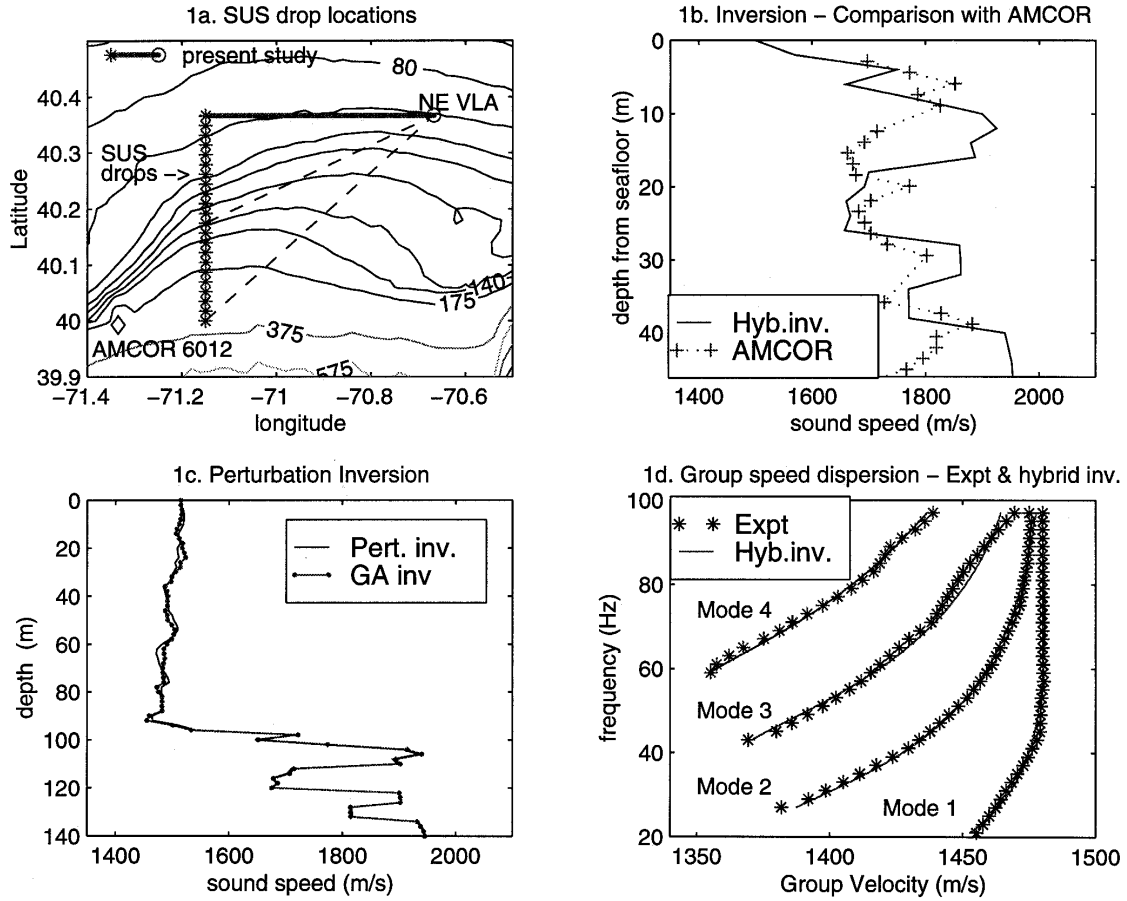 1a. SUS drop locations
present study
80
NE VLA
SUS
drops ->
140
175
375
575
AMCOR 6012
40.4
40.3
40.2
40.1
40
39.9
Latitude
−71.4
−71.2
−71
−70.8
−70.6
longitude
1b. Inversion − Comparison with AMCOR
0
10
20
30
40
depth from seafloor (m)
Hyb.inv.
AMCOR
1400
1600
1800
2000
sound speed (m/s)
1c. Perturbation Inversion
0
20
40
60
80
100
120
140
depth (m)
Pert. inv.
GA inv
1400
1600
1800
2000
sound speed (m/s)
1d. Group speed dispersion − Expt & hybrid inv.
100
80
60
40
20
frequency (Hz)
Expt
Hyb.inv.
Mode 4
Mode 3
Mode 2
Mode 1
1350
1400
1450
1500
Group Velocity (m/s)